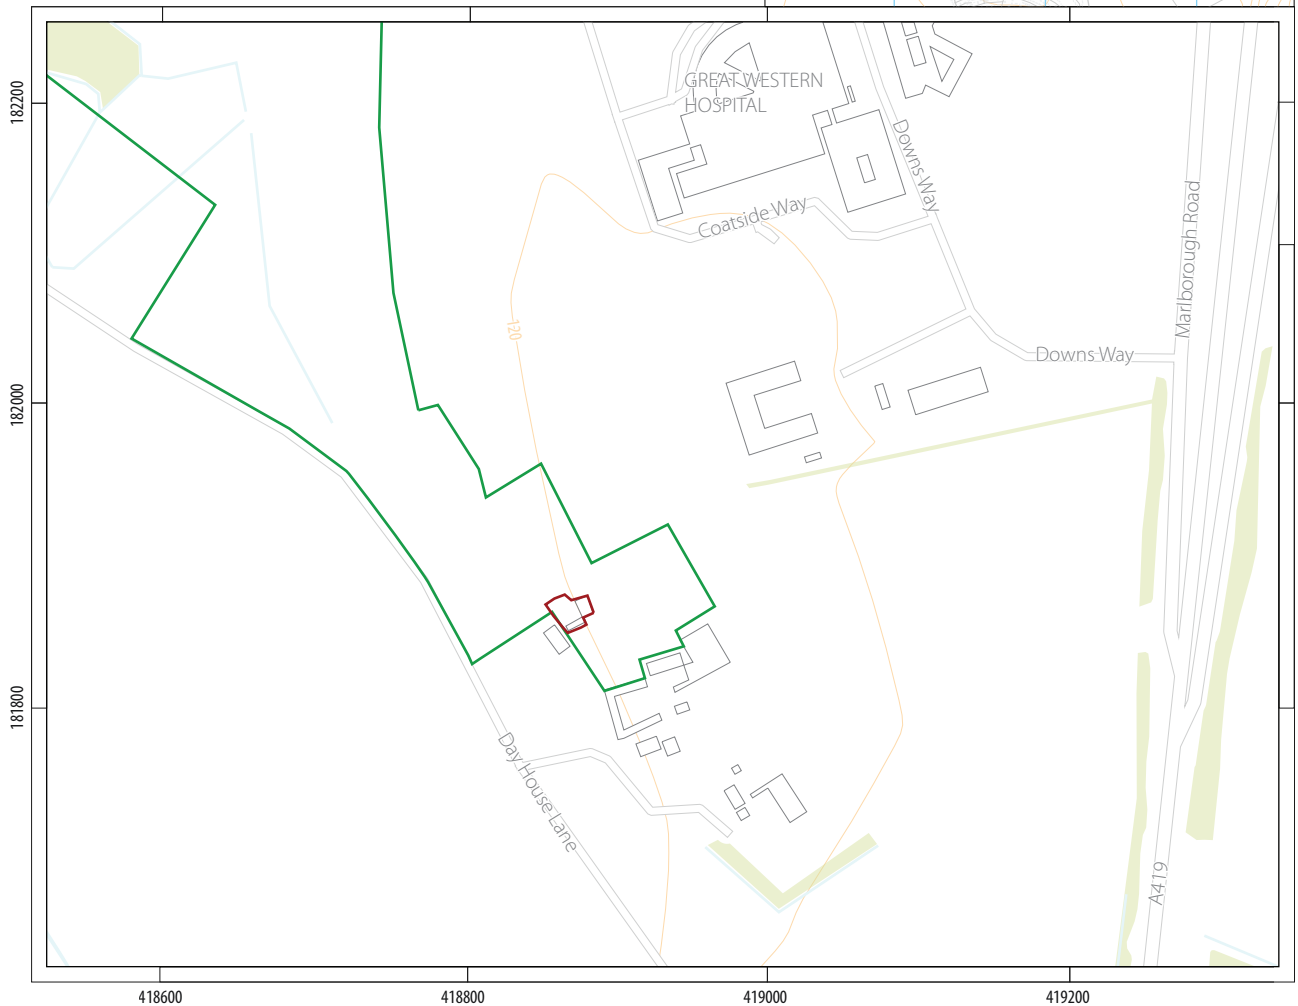 GREAT WESTERN
HOSPITAL
Downs Way
Coatside Way
Marlborough Road
120
Downs Way
Day House Lane
A419
182200
182000
181800
418600
418800
419000
419200